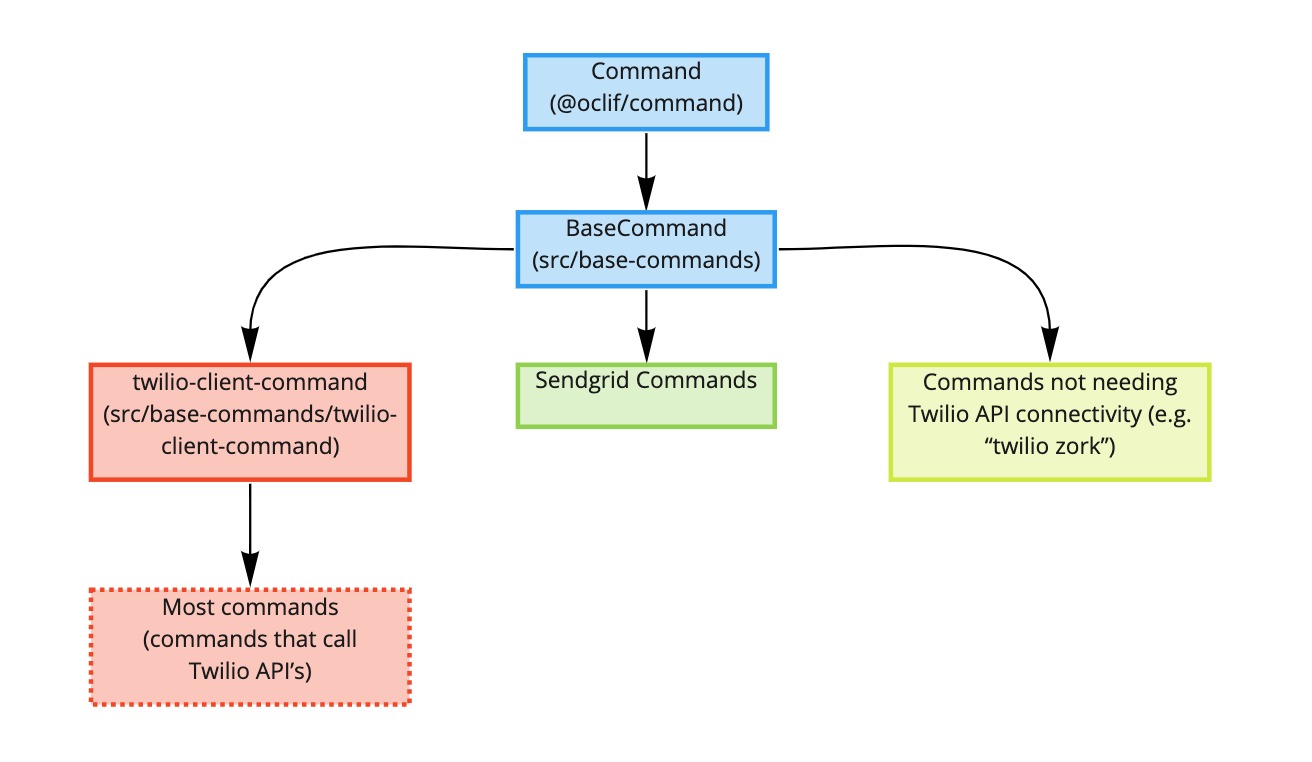 Command
(@oclif/command)
BaseCommand
(src/base-commands)
twilio-client-command
(src/base-commands/twilio-
client-command)
Sendgrid Commands
Commands not needing
Twilio API connectivity (e.g.
“twilio zork”)
Most commands
(commands that call
Twilio API’s)